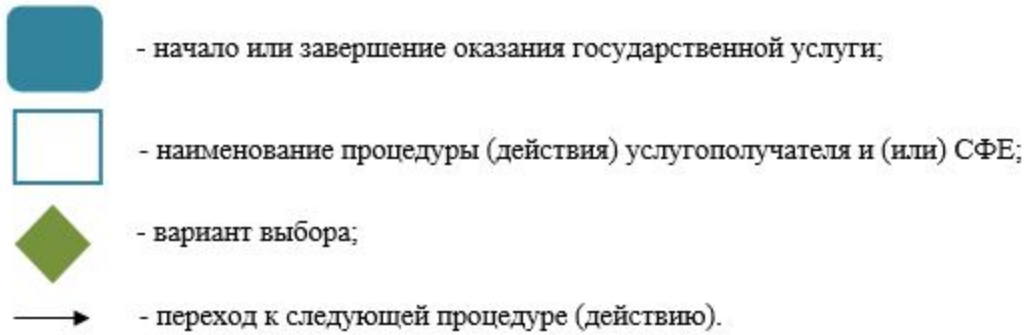 - начало или завершение оказания государственной услуги;
- наименование процедуры (действия) услугополучателя и (или) СФЕ;
- вариант выбора;
- переход к следующей процедуре (действию).